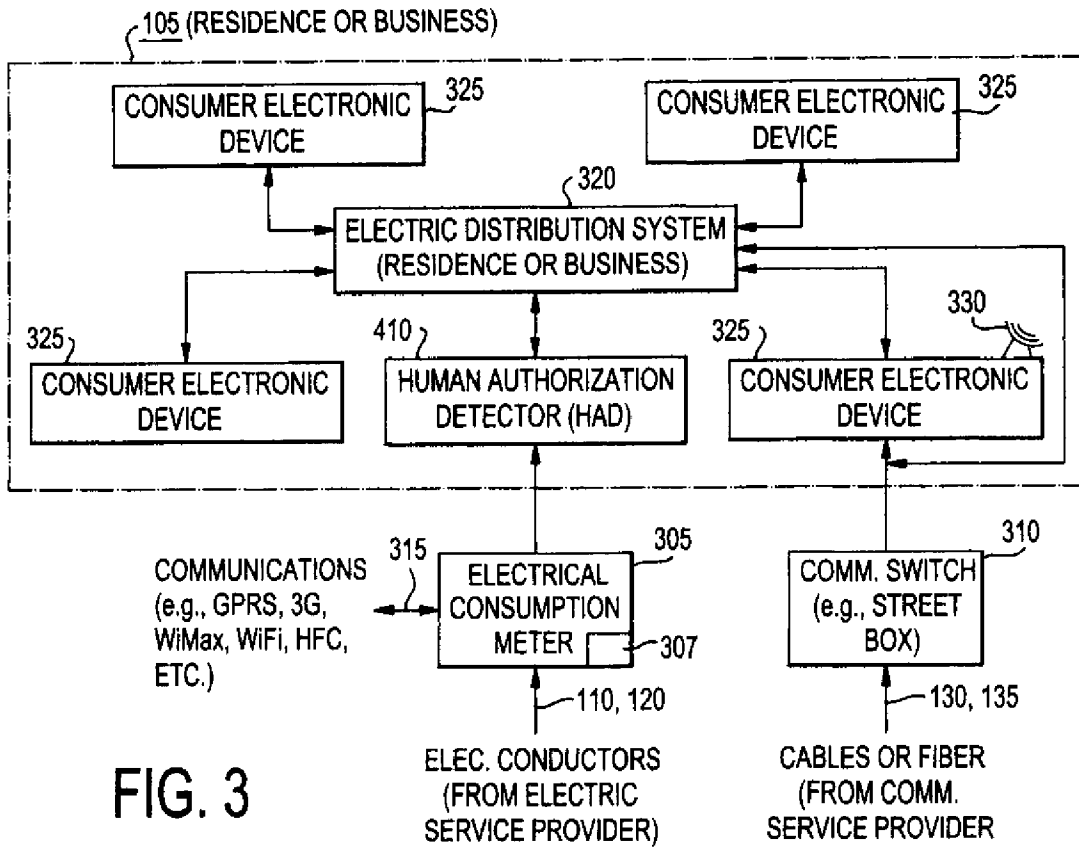 105 (RESIDENCE OR BUSINESS)
CONSUMER ELECTRONIC
DEVICE
325
CONSUMER ELECTRONIC
DEVICE
325
320
ELECTRIC DISTRIBUTION SYSTEM
(RESIDENCE OR BUSINESS)
325
CONSUMER ELECTRONIC
DEVICE
410
HUMAN AUTHORIZATION
DETECTOR (HAD)
325
330
CONSUMER ELECTRONIC
DEVICE
COMMUNICATIONS
(e.g., GPRS, 3G,
WiMax, WiFi, HFC,
ETC.)
315
305
ELECTRICAL
CONSUMPTION
METER
307
310
COMM. SWITCH
(e.g., STREET
BOX)
110, 120
130, 135
ELEC. CONDUCTORS
(FROM ELECTRIC
SERVICE PROVIDER)
CABLES OR FIBER
(FROM COMM.
SERVICE PROVIDER
FIG. 3